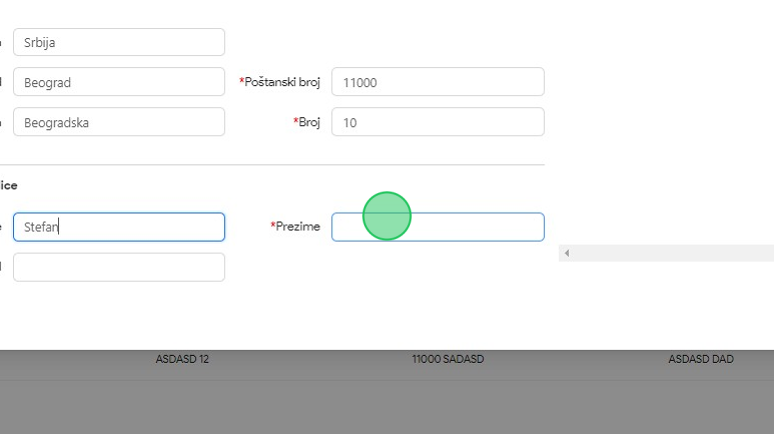 Srbija
Beograd *Poštanski broj 11000
Beogradska *Broj 10
ice
Stefan *Prezime
ASDASD 12 11000 SADASD ASDASD DAD